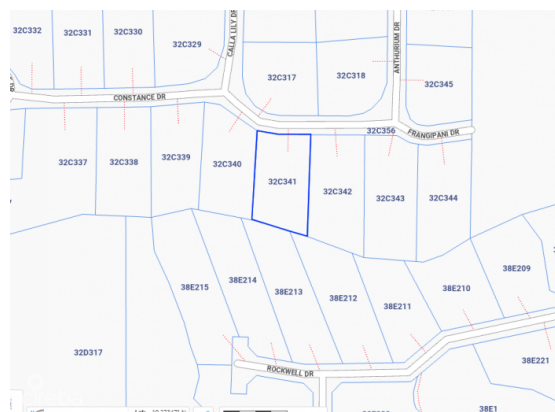 32C332
32C331
32C330
32C329
CALLA LILY DR
32C317
32C318
ANTHURIUM DR
32C345
CONSTANCE DR
32C356
FRANGIPANI DR
32C337
32C338
32C339
32C340
32C341
32C342
32C343
32C344
38E215
38E214
38E213
38E212
38E211
38E210
38E209
32D317
ROCKWELL DR
38E221
38E1